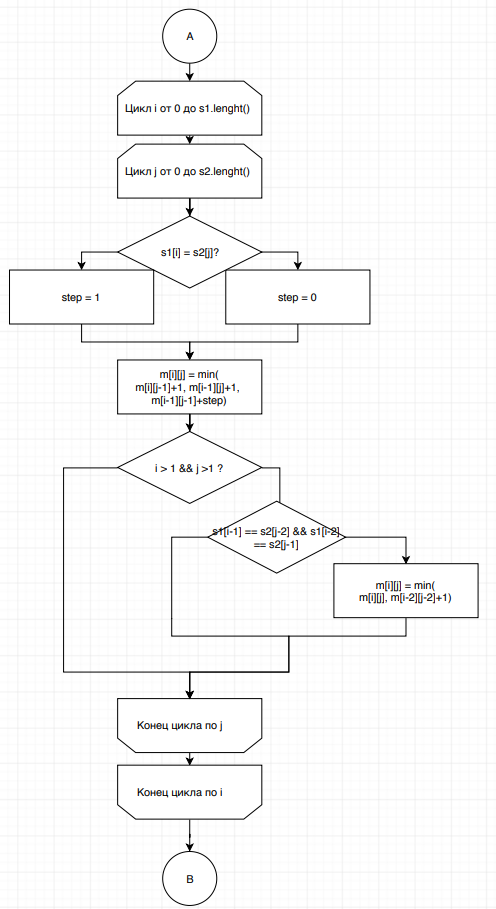 A
Цикл i от 0 до s1.lenght()
Цикл j от 0 до s2.lenght()
s1[i] = s2[j]?
step = 1
step = 0
m[i][j] = min(
m[i][j-1]+1, m[i-1][j]+1,
m[i-1][j-1]+step)
i > 1 && j >1 ?
s1[i-1] == s2[j-2] && s1[i-2]
== s2[j-1]
m[i][j] = min(
m[i][j], m[i-2][j-2]+1)
Конец цикла по j
Конец цикла по i
B